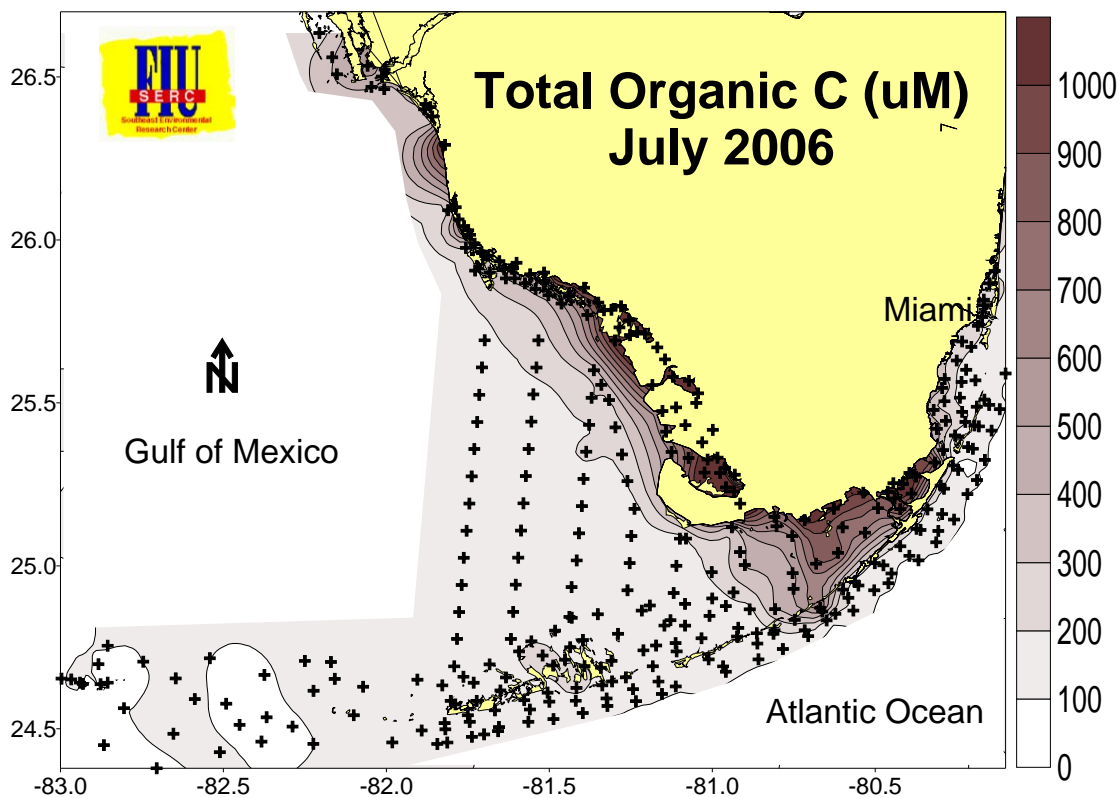 FIU
SERC
Southeast Environmental
Research Center
Total Organic C (uM)
July 2006
Miami
N
Gulf of Mexico
Atlantic Ocean
26.5
26.0
25.5
25.0
24.5
-83.0
-82.5
-82.0
-81.5
-81.0
-80.5
1000
900
800
700
600
500
400
300
200
100
0